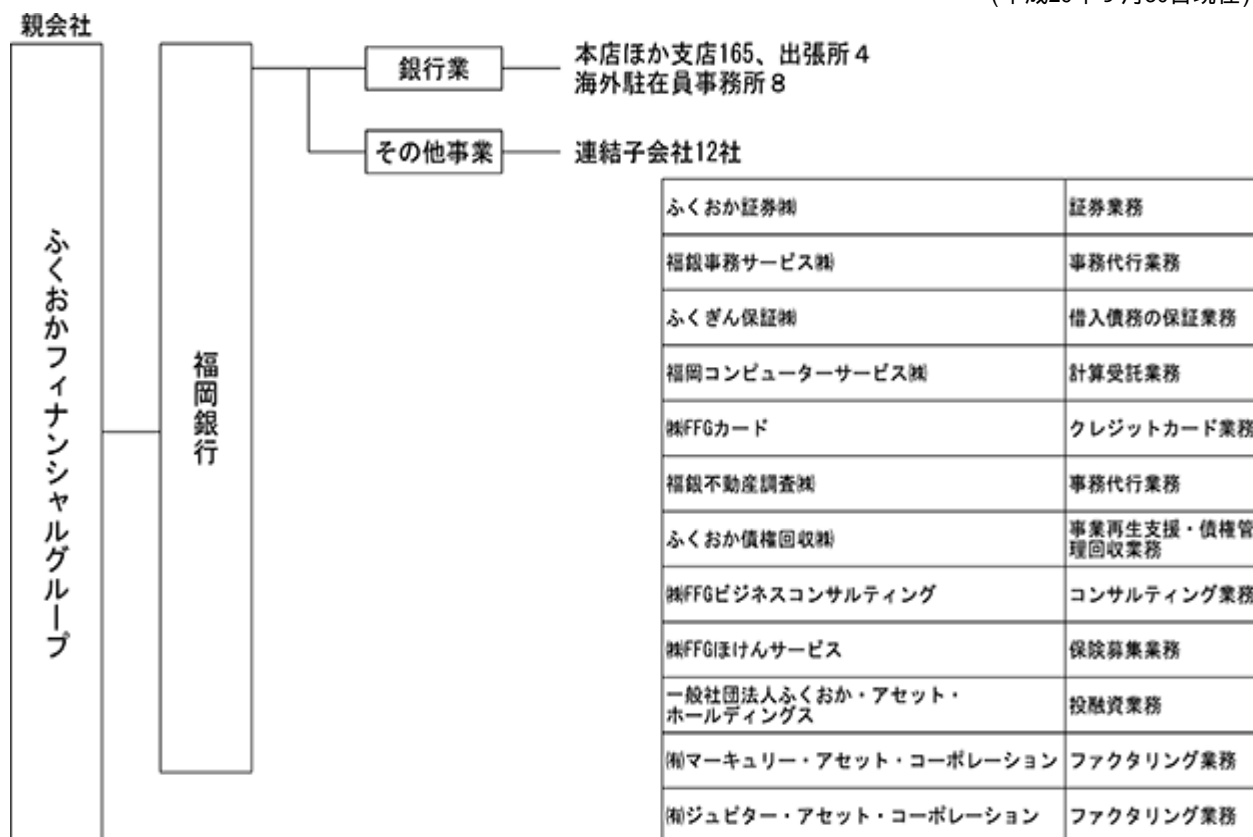 親会社
銀行業
本店ほか支店165、出張所4
海外駐在員事務所8
その他事業
連結子会社12社
ふくおかフィナンシャルグループ
福岡銀行
ふくおか証券㈱ 証券業務
福銀事務サービス㈱ 事務代行業務
ふくぎん保証㈱ 借入債務の保証業務
福岡コンピューターサービス㈱ 計算受託業務
㈱FFGカード クレジットカード業務
福銀不動産調査㈱ 事務代行業務
ふくおか債権回収㈱ 事業再生支援・債権管
理回収業務
㈱FFGビジネスコンサルティング コンサルティング業務
㈱FFGほけんサービス 保険募集業務
一般社団法人ふくおか・アセット・
ホールディングス 投融資業務
㈲マーキュリー・アセット・コーポレーション ファクタリング業務
㈲ジュピター・アセット・コーポレーション ファクタリング業務